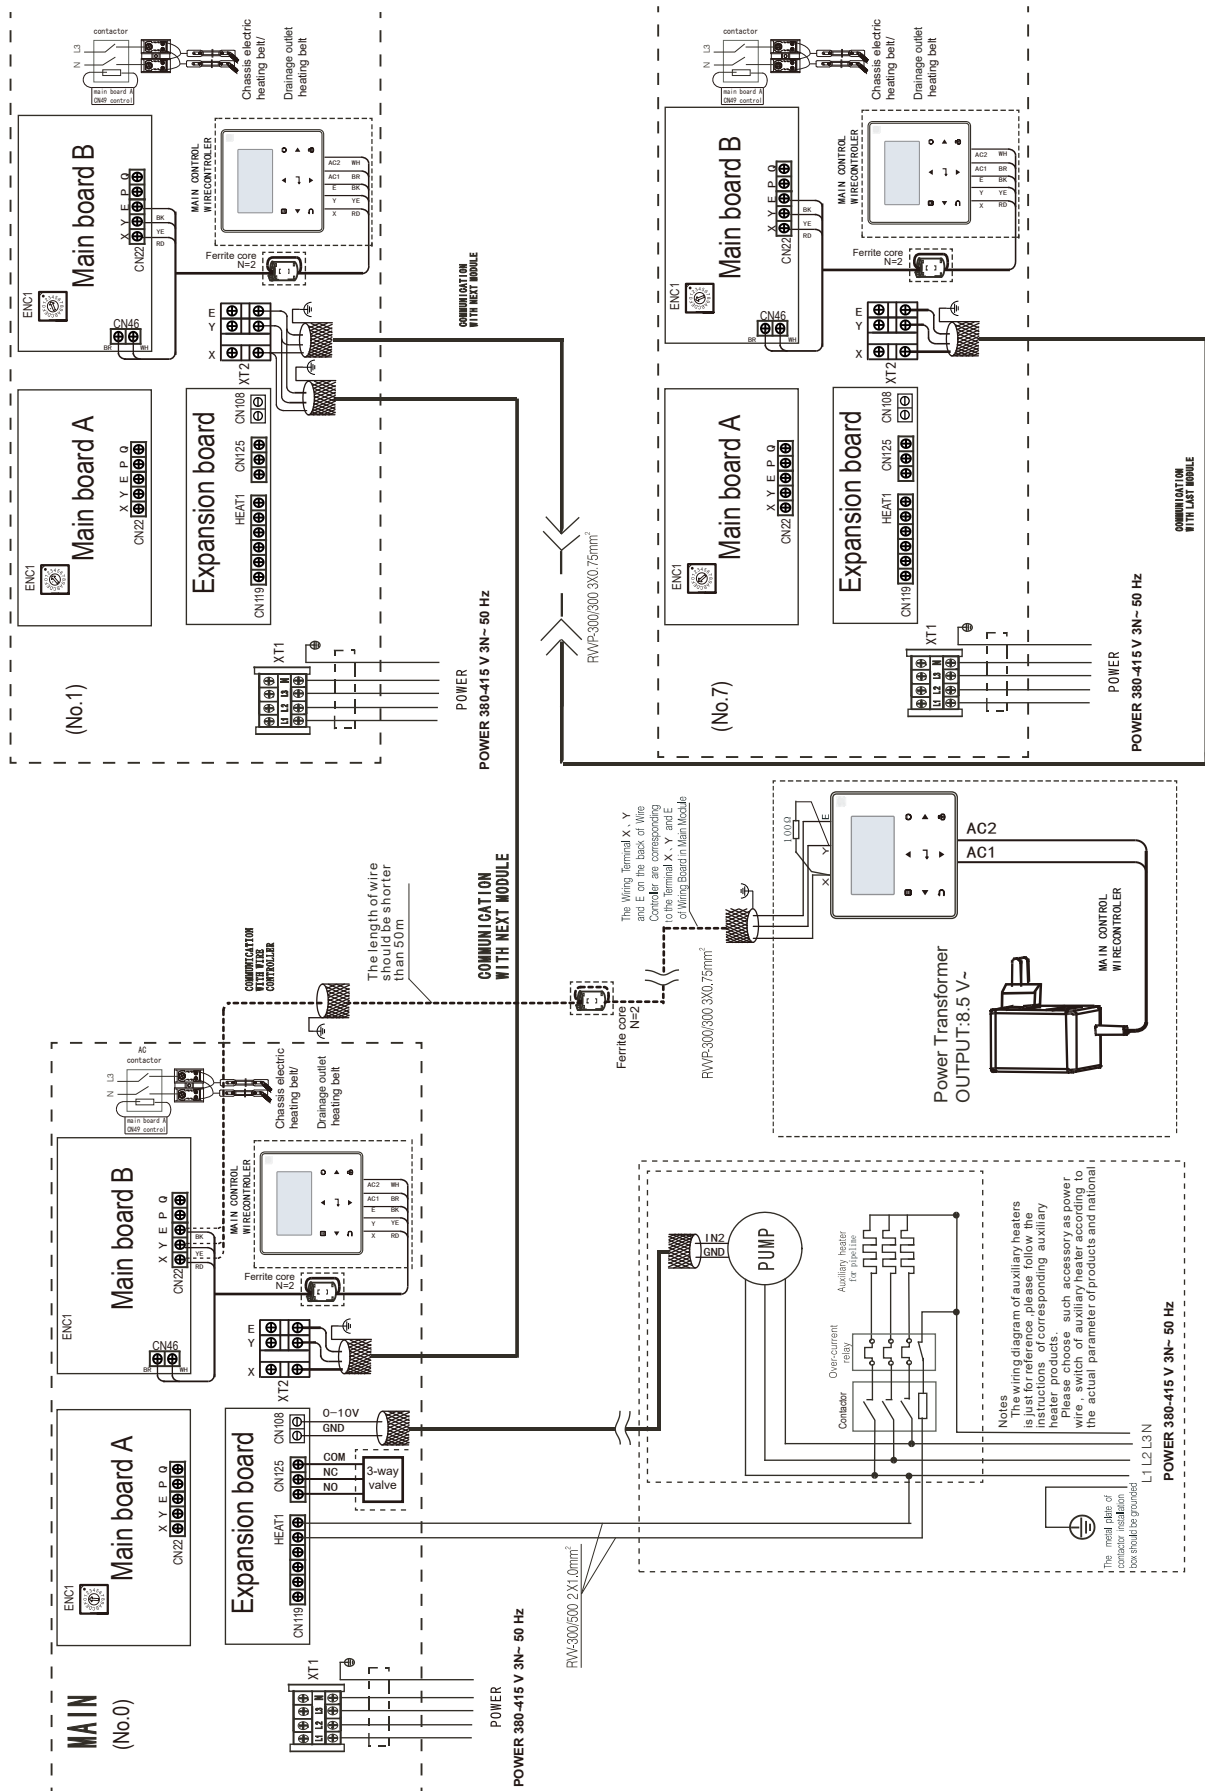 MAIN
(No.0)
ENC1
Main board A
CN22
X Y E P Q
ENC1
Main board B
CN46
BR
WH
CN22
X Y E P Q
BK
YE
RD
AC
contactor
L3
N
main board A
CN49 control
Chassis electric
heating belt/
Drainage outlet
heating belt
MAIN CONTROL
WIRECONTROLER
AC2 WH
AC1 BR
E BK
Y YE
X RD
Ferrite core
N=2
Expansion board
CN119
HEAT1
CN125
CN108
COM
NC
NO
3-way
valve
0-10V
GND
E
Y
X
XT2
XT1
L1 L2 L3 N
POWER
POWER 380-415 V 3N~ 50 Hz
COMMUNICATION
WITH WIRE
CONTROLLER
The length of wire
should be shorter
than 50m
COMMUNICATION
WITH NEXT MODULE
RVV-300/500 2X1.0mm²
(No.1)
ENC1
Main board A
CN22
X Y E P Q
ENC1
Main board B
CN46
BR
WH
CN22
X Y E P Q
BK
YE
RD
contactor
L3
N
main board A
CN49 control
Chassis electric
heating belt/
Drainage outlet
heating belt
MAIN CONTROL
WIRECONTROLER
AC2 WH
AC1 BR
E BK
Y YE
X RD
Ferrite core
N=2
Expansion board
CN119
HEAT1
CN125
CN108
E
Y
X
XT2
XT1
L1 L2 L3 N
POWER
POWER 380-415 V 3N~ 50 Hz
COMMUNICATION
WITH NEXT MODULE
RVVP-300/300 3X0.75mm²
(No.7)
ENC1
Main board A
CN22
X Y E P Q
ENC1
Main board B
CN46
BR
WH
CN22
X Y E P Q
BK
YE
RD
contactor
L3
N
main board A
CN49 control
Chassis electric
heating belt/
Drainage outlet
heating belt
MAIN CONTROL
WIRECONTROLER
AC2 WH
AC1 BR
E BK
Y YE
X RD
Ferrite core
N=2
Expansion board
CN119
HEAT1
CN125
CN108
E
Y
X
XT2
XT1
L1 L2 L3 N
POWER
POWER 380-415 V 3N~ 50 Hz
COMMUNICATION
WITH LAST MODULE
Ferrite core
N=2
RVVP-300/300 3X0.75mm²
The Wiring Terminal X、Y
and E on the back of Wire
Controller are corresponding
to the Terminal X、Y and E
of Wiring Board in Main Module
100Ω
X
Y
E
AC2
AC1
MAIN CONTROL
WIRECONTROLER
Power Transformer
OUTPUT:8.5 V~
IN2
GND
PUMP
Auxiliary heater
for pipeline
Over-current
relay
Contactor
Notes
The wiring diagram of auxiliary heaters
is just for reference ,please follow the
instructions of corresponding auxiliary
heater products.
Please choose such accessory as power
wire , switch of auxiliary heater according to
the actual parameter of products and national
The metal plate of
contactor installation
box should be grounded
L1 L2 L3 N
POWER 380-415 V 3N~ 50 Hz